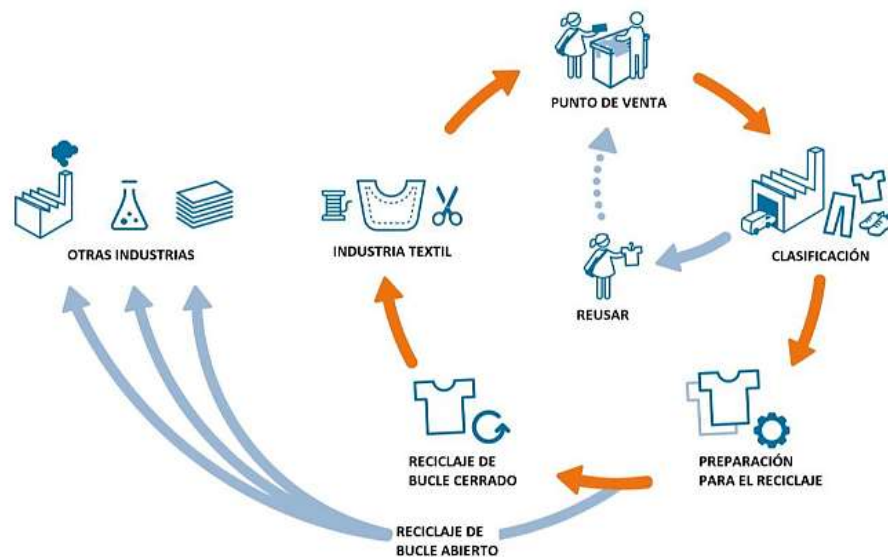 PUNTO DE VENTA
OTRAS INDUSTRIAS
INDUSTRIA TEXTIL
CLASIFICACIÓN
REUSAR
RECICLAJE DE
BUCLE CERRADO
PREPARACIÓN
PARA EL RECICLAJE
RECICLAJE DE
BUCLE ABIERTO